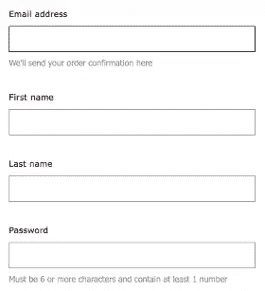 Email address
We'll send your order confirmation here
First name
Last name
Password
Must be 6 or more characters and contain at least 1 number